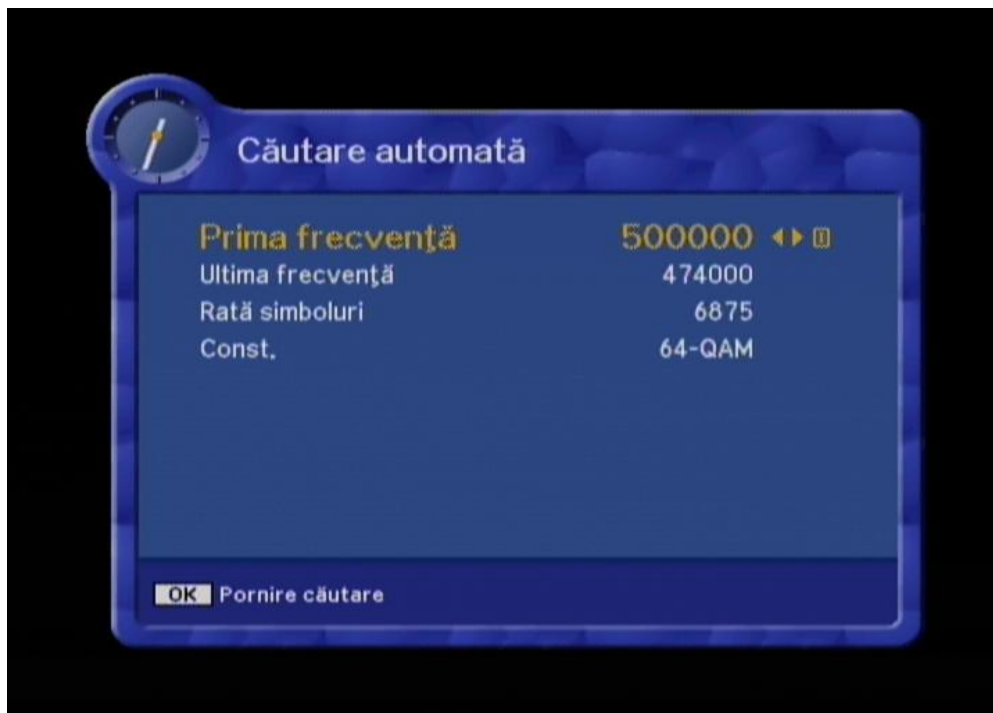 Căutare automată
Prima frecvenţă 500000
Ultima frecvenţă 474000
Rată simboluri 6875
Const. 64-QAM
OK Pornire căutare